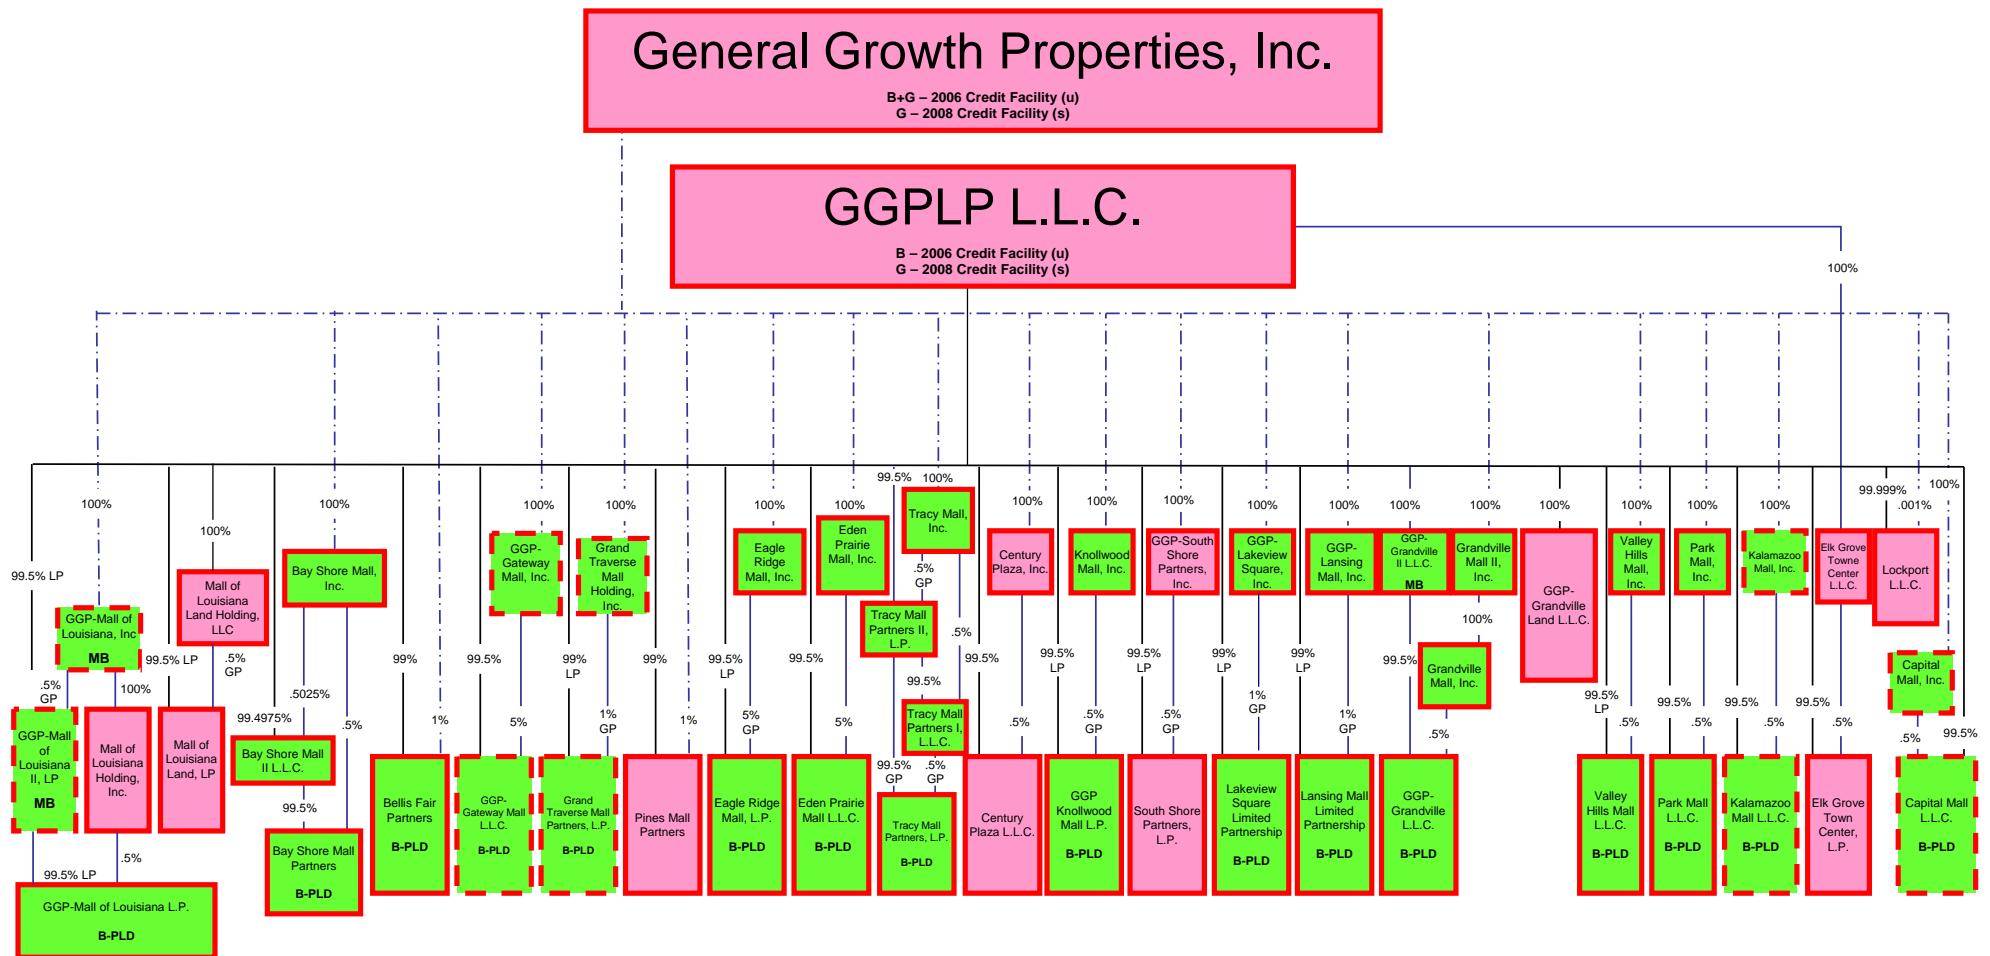 General Growth Properties, Inc.
B+G – 2006 Credit Facility (u)
G – 2008 Credit Facility (s)
GGPLP L.L.C.
B – 2006 Credit Facility (u)
G – 2008 Credit Facility (s)
100%
99.5% LP
100%
GGP-Mall of
Louisiana, Inc
MB
.5%
GP
100%
GGP-Mall
of
Louisiana
II, LP
MB
Mall of
Louisiana
Holding,
Inc.
99.5% LP
.5%
GGP-Mall of Louisiana L.P.
B-PLD
99.5% LP
100%
Mall of
Louisiana
Land Holding,
LLC
.5%
GP
Mall of
Louisiana
Land, LP
100%
Bay Shore Mall,
Inc.
.5025%
99.4975%
.5%
Bay Shore Mall
II L.L.C.
99.5%
Bay Shore Mall
Partners
B-PLD
99%
1%
Bellis Fair
Partners
B-PLD
100%
GGP-
Gateway
Mall, Inc.
99.5%
5%
GGP-
Gateway Mall
L.L.C.
B-PLD
100%
Grand
Traverse
Mall
Holding,
Inc.
99%
LP
1%
GP
Grand
Traverse Mall
Partners, L.P.
B-PLD
99%
1%
Pines Mall
Partners
100%
Eagle
Ridge
Mall, Inc.
99.5%
LP
5%
GP
Eagle Ridge
Mall, L.P.
B-PLD
100%
Eden
Prairie
Mall, Inc.
99.5%
5%
Eden Prairie
Mall L.L.C.
B-PLD
99.5%
100%
Tracy Mall,
Inc.
.5%
GP
Tracy Mall
Partners II,
L.P.
.5%
99.5%
Tracy Mall
Partners I,
L.L.C.
99.5%
GP
.5%
GP
Tracy Mall
Partners, L.P.
B-PLD
100%
Century
Plaza, Inc.
99.5%
.5%
Century
Plaza L.L.C.
100%
Knollwood
Mall, Inc.
99.5%
LP
.5%
GP
GGP
Knollwood
Mall L.P.
B-PLD
100%
GGP-South
Shore
Partners,
Inc.
99.5%
LP
.5%
GP
South Shore
Partners,
L.P.
100%
GGP-
Lakeview
Square,
Inc.
99%
LP
1%
GP
Lakeview
Square
Limited
Partnership
B-PLD
100%
GGP-
Lansing
Mall, Inc.
99%
LP
1%
GP
Lansing Mall
Limited
Partnership
B-PLD
100%
GGP-
Grandville
II L.L.C.
MB
99.5%
100%
Grandville
Mall II,
Inc.
100%
Grandville
Mall, Inc.
.5%
GGP-
Grandville
L.L.C.
B-PLD
100%
GGP-
Grandville
Land L.L.C.
100%
Valley
Hills
Mall,
Inc.
99.5%
LP
.5%
Valley
Hills Mall
L.L.C.
B-PLD
100%
Park
Mall,
Inc.
99.5%
.5%
Park Mall
L.L.C.
B-PLD
100%
Kalamazoo
Mall, Inc.
99.5%
.5%
Kalamazoo
Mall L.L.C.
B-PLD
Elk Grove
Towne
Center
L.L.C.
99.5%
.5%
Elk Grove
Town
Center,
L.P.
99.999%
.001%
Lockport
L.L.C.
100%
Capital
Mall, Inc.
.5%
99.5%
Capital Mall
L.L.C.
B-PLD